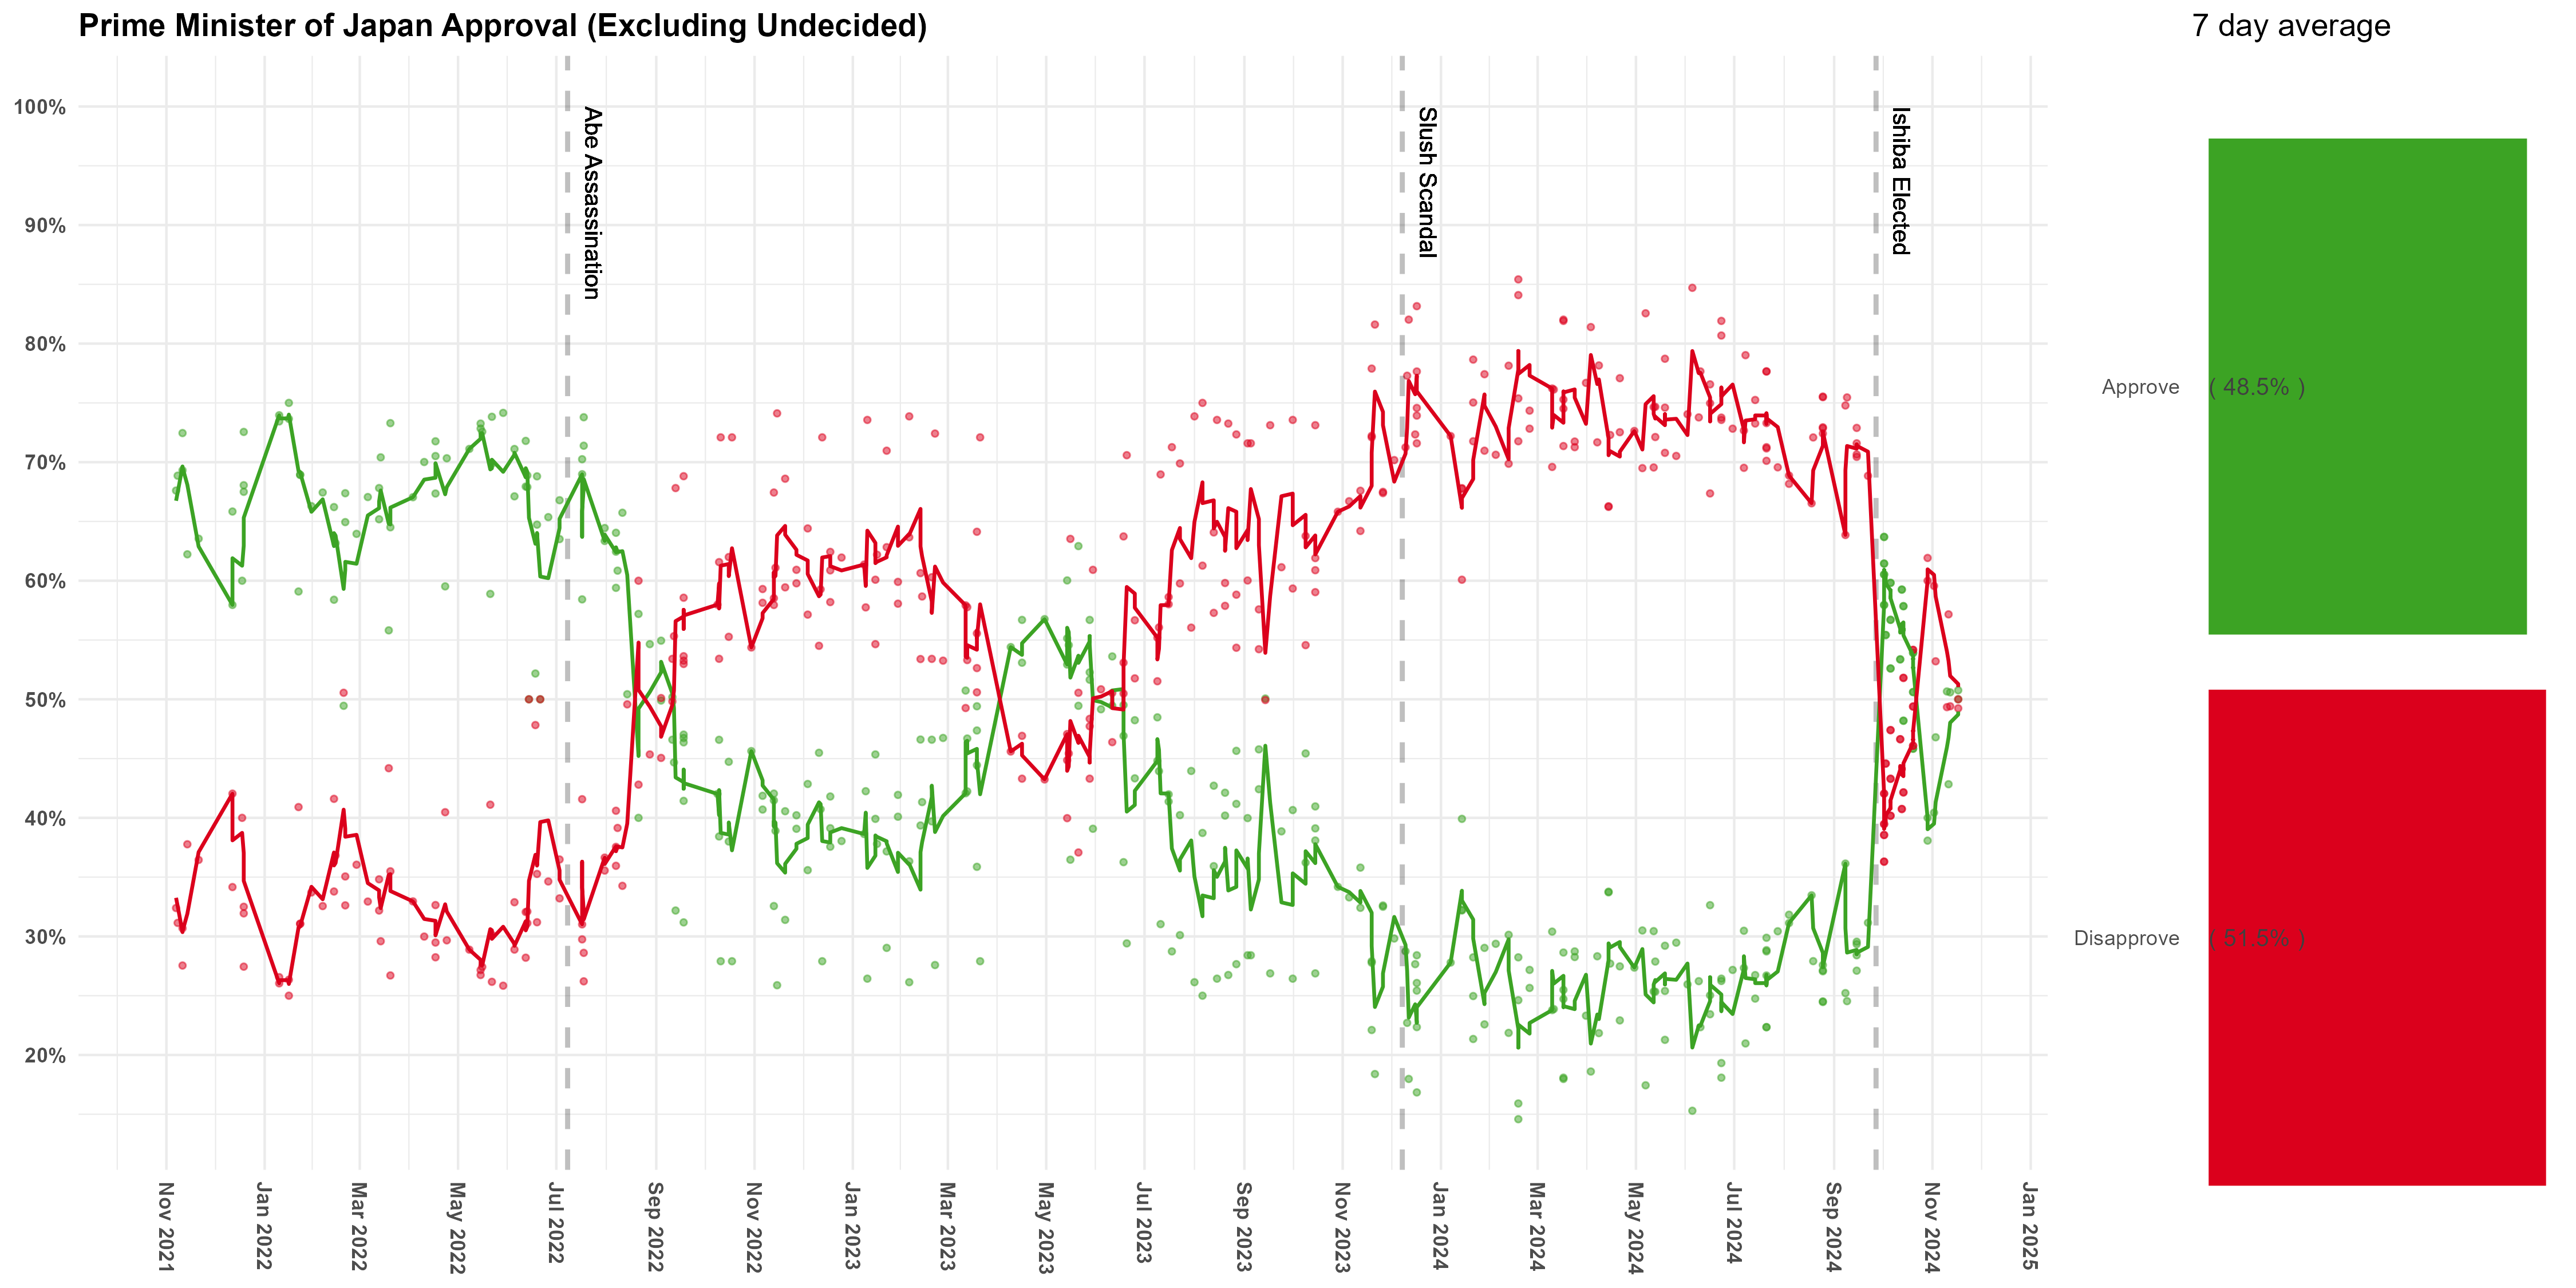 Prime Minister of Japan Approval (Excluding Undecided)
7 day average
100%
90%
80%
70%
60%
50%
40%
30%
20%
Abe Assassination
Slush Scandal
Ishiba Elected
Nov 2021
Jan 2022
Mar 2022
May 2022
Jul 2022
Sep 2022
Nov 2022
Jan 2023
Mar 2023
May 2023
Jul 2023
Sep 2023
Nov 2023
Jan 2024
Mar 2024
May 2024
Jul 2024
Sep 2024
Nov 2024
Jan 2025
Approve ( 48.5% )
Disapprove ( 51.5% )